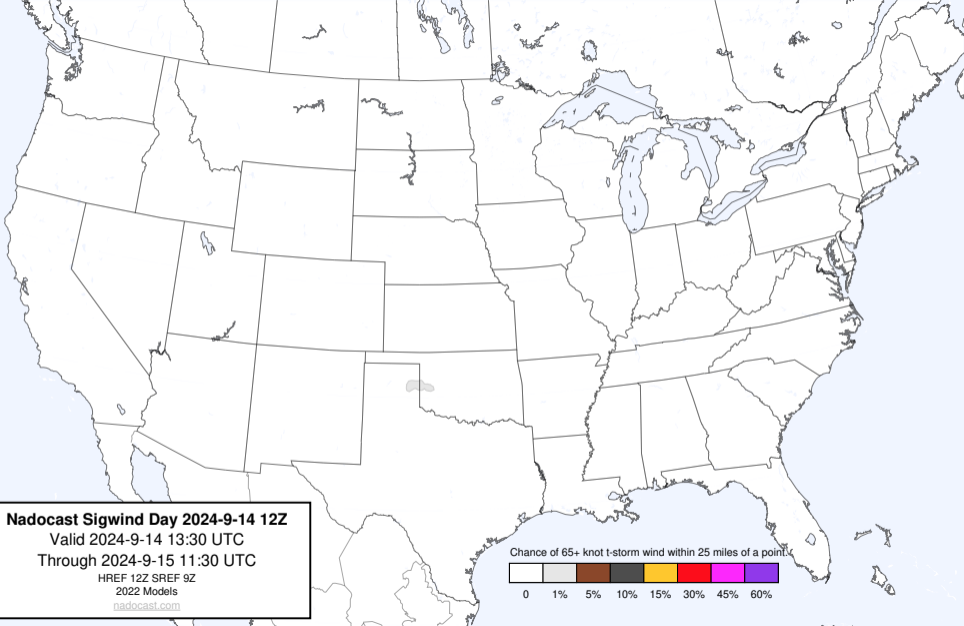 Nadocast Sigwind Day 2024-9-14 12Z
Valid 2024-9-14 13:30 UTC
Through 2024-9-15 11:30 UTC
HREF 12Z SREF 9Z
2022 Models
nadocast.com
Chance of 65+ knot t-storm wind within 25 miles of a point.
0 1% 5% 10% 15% 30% 45% 60%